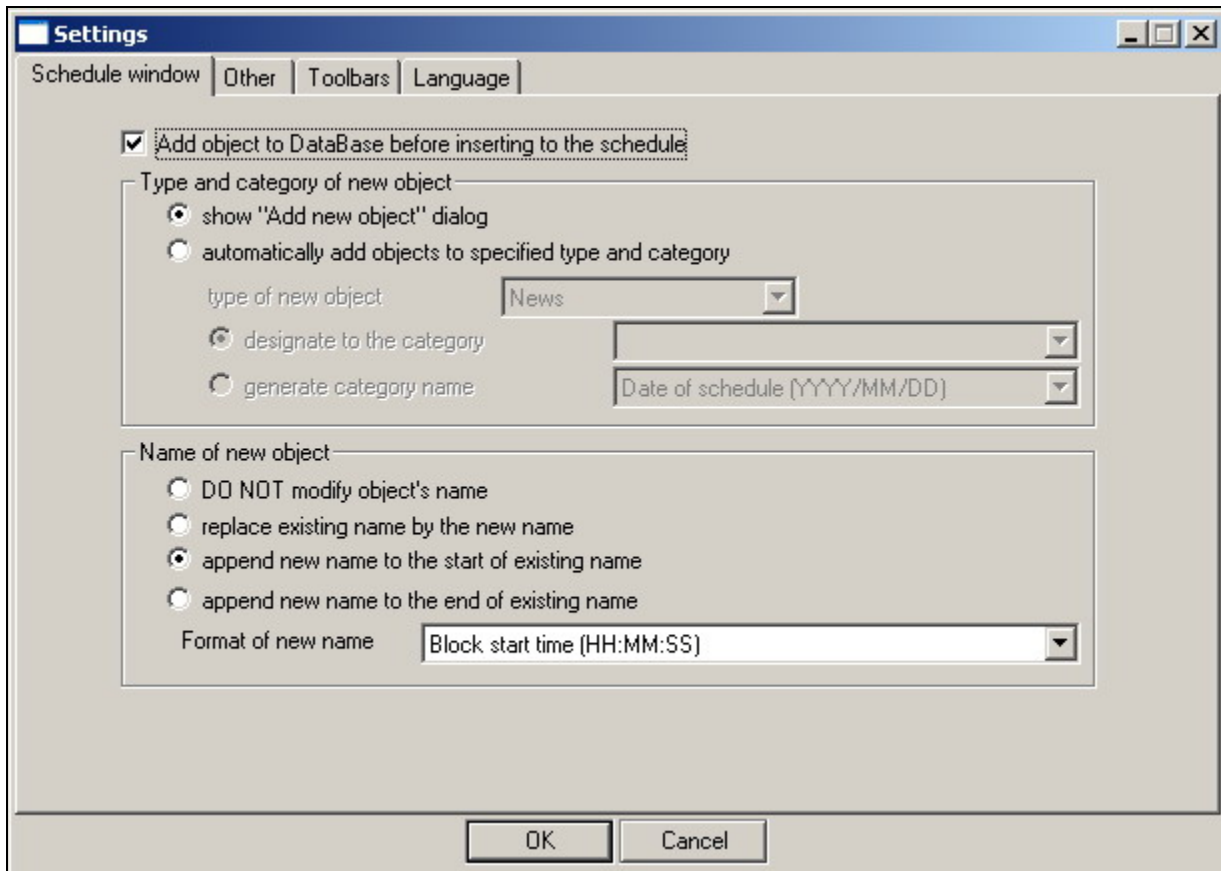 Settings
Schedule window Other Toolbars Language
Add object to DataBase before inserting to the schedule
Type and category of new object
show "Add new object" dialog
automatically add objects to specified type and category
type of new object News
designate to the category
generate category name Date of schedule (YYYY/MM/DD)
Name of new object
DO NOT modify object's name
replace existing name by the new name
append new name to the start of existing name
append new name to the end of existing name
Format of new name Block start time (HH:MM:SS)
OK Cancel